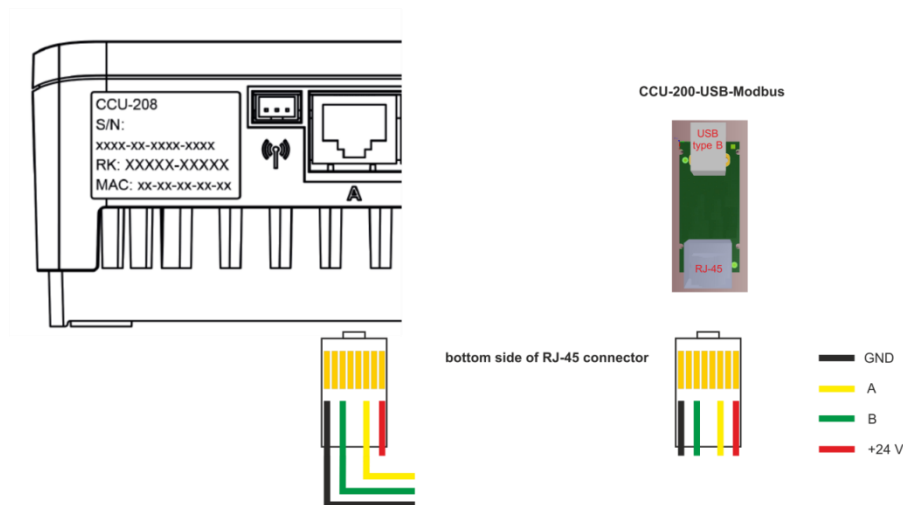 CCU-208
S/N:
xxxx-xx-xxxx-xxxx
RK: XXXXX-XXXXX
MAC: xx-xx-xx-xx-xx
A
CCU-200-USB-Modbus
USB
type B
RJ-45
bottom side of RJ-45 connector
GND
A
B
+24 V